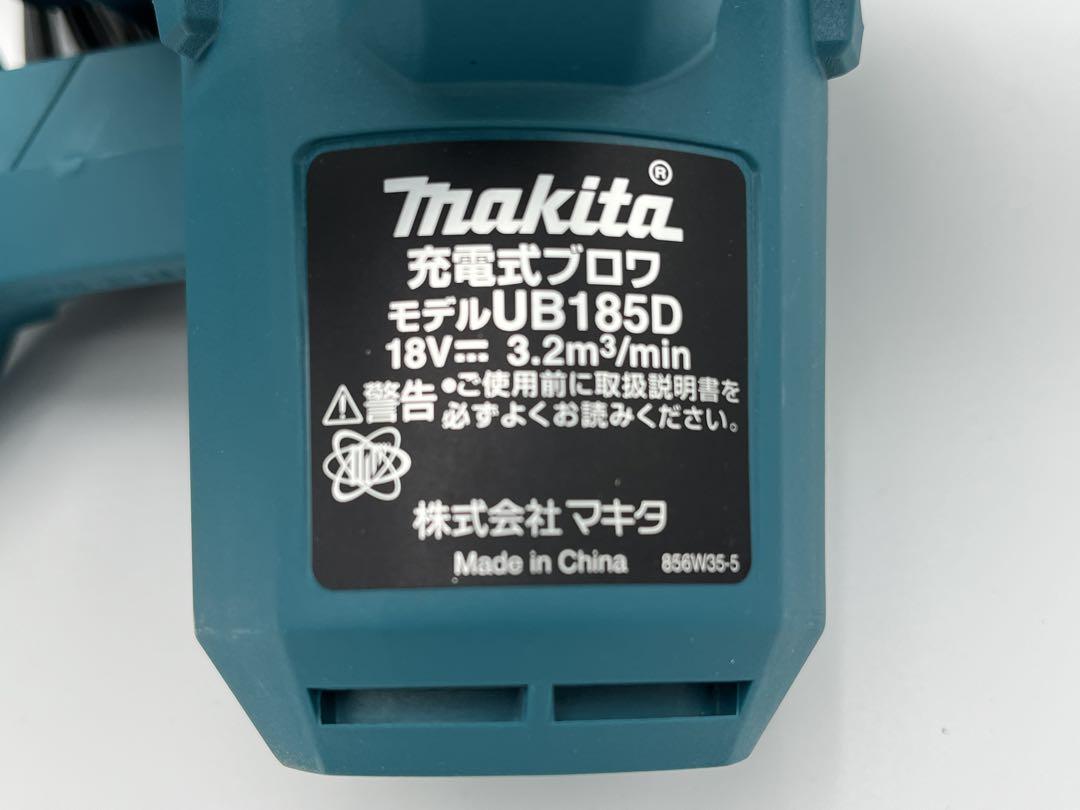 makita®
充電式ブロワ
モデルUB185D
18V⎓ 3.2m³/min
⚠警告 •ご使用前に取扱説明書を
必ずよくお読みください。
株式会社マキタ
Made in China 856W35-5